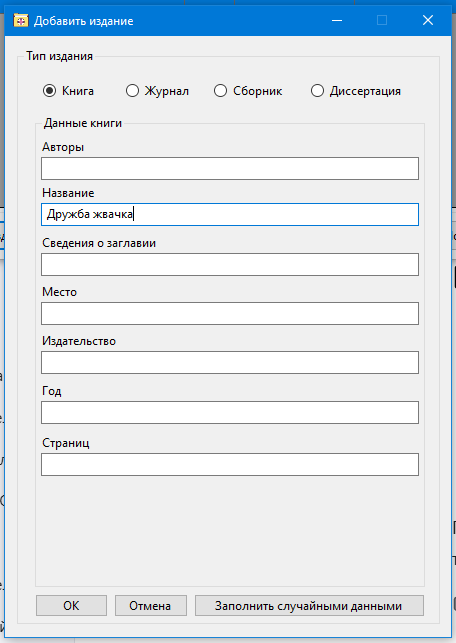 Добавить издание
Тип издания
Книга Журнал Сборник Диссертация
Данные книги
Авторы
Название
Дружба жвачка
Сведения о заглавии
Место
Издательство
Год
Страниц
ОК Отмена Заполнить случайными данными